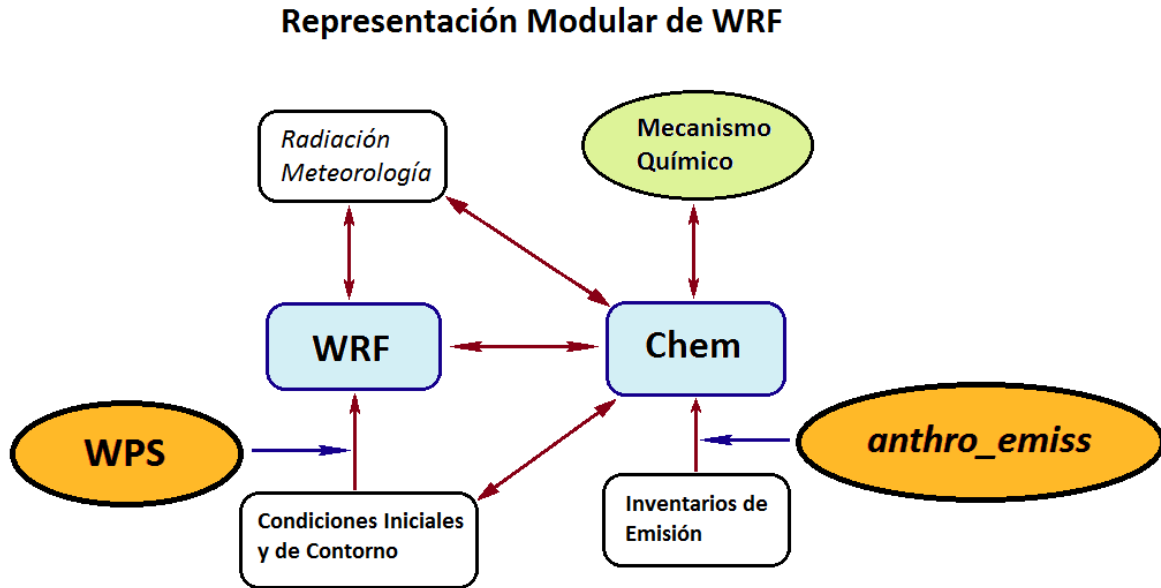 Representación Modular de WRF
Radiación
Meteorología
Mecanismo
Químico
WRF
Chem
WPS
anthro_emiss
Condiciones Iniciales
y de Contorno
Inventarios de
Emisión